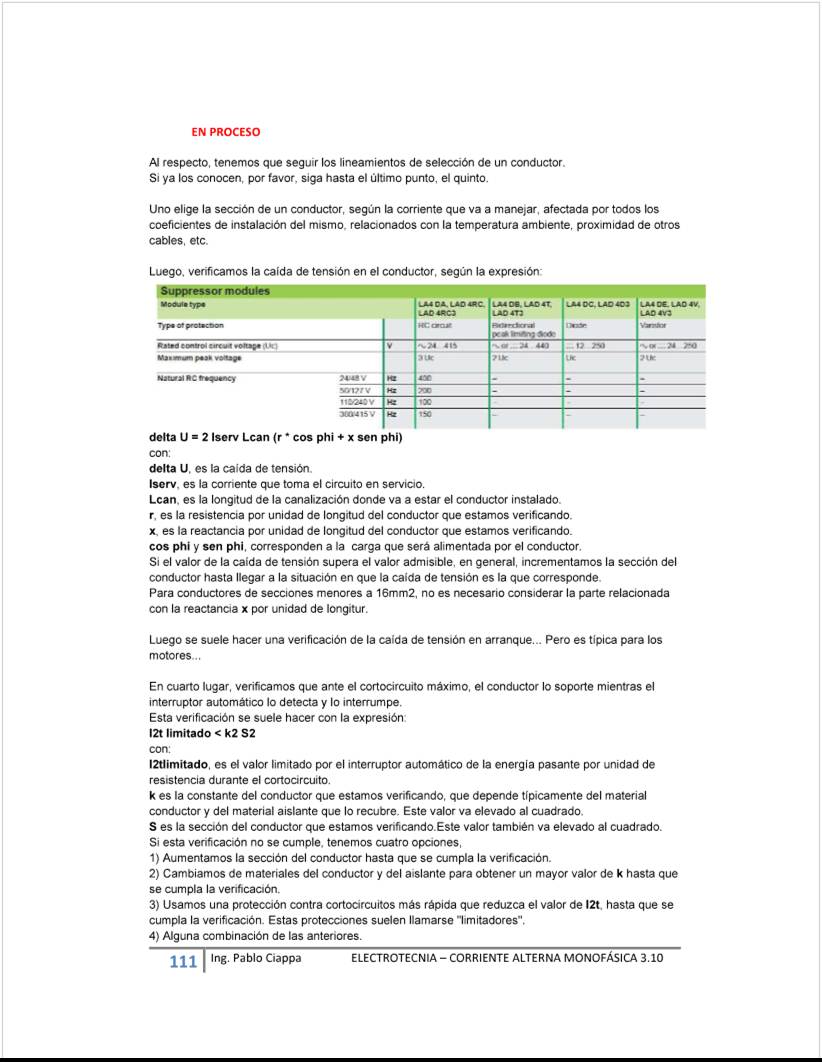 EN PROCESO
Al respecto, tenemos que seguir los lineamientos de selección de un conductor.
Si ya los conocen, por favor, siga hasta el último punto, el quinto.
Uno elige la sección de un conductor, según la corriente que va a manejar, afectada por todos los
coeficientes de instalación del mismo, relacionados con la temperatura ambiente, proximidad de otros
cables, etc.
Luego, verificamos la caída de tensión en el conductor, según la expresión:
Suppressor modules
Module type LA4 DA, LAD 4RC, LA4 DB, LAD 4T, LA4 DC, LAD 4D3 LA4 DE, LAD 4V,
LAD 4RC3 LAD 4T3 LAD 4V3
Type of protection RC circuit Bidirectional Diode Varistor
peak limiting diode
Rated control circuit voltage (Uc) V ~ 24...415 ~ or ... 24...440 ... 12...250 ~ or ... 24...250
Maximum peak voltage 3 Uc 2 Uc Uc 2 Uc
Natural RC frequency 24/48 V Hz 400 – – –
50/127 V Hz 200 – – –
110/240 V Hz 100 – – –
380/415 V Hz 150 – – –
delta U = 2 Iserv Lcan (r * cos phi + x sen phi)
con:
delta U, es la caída de tensión.
Iserv, es la corriente que toma el circuito en servicio.
Lcan, es la longitud de la canalización donde va a estar el conductor instalado.
r, es la resistencia por unidad de longitud del conductor que estamos verificando.
x, es la reactancia por unidad de longitud del conductor que estamos verificando.
cos phi y sen phi, corresponden a la carga que será alimentada por el conductor.
Si el valor de la caída de tensión supera el valor admisible, en general, incrementamos la sección del
conductor hasta llegar a la situación en que la caída de tensión es la que corresponde.
Para conductores de secciones menores a 16mm2, no es necesario considerar la parte relacionada
con la reactancia x por unidad de longitur.
Luego se suele hacer una verificación de la caída de tensión en arranque... Pero es típica para los
motores...
En cuarto lugar, verificamos que ante el cortocircuito máximo, el conductor lo soporte mientras el
interruptor automático lo detecta y lo interrumpe.
Esta verificación se suele hacer con la expresión:
I2t limitado < k2 S2
con:
I2tlimitado, es el valor limitado por el interruptor automático de la energía pasante por unidad de
resistencia durante el cortocircuito.
k es la constante del conductor que estamos verificando, que depende típicamente del material
conductor y del material aislante que lo recubre. Este valor va elevado al cuadrado.
S es la sección del conductor que estamos verificando.Este valor también va elevado al cuadrado.
Si esta verificación no se cumple, tenemos cuatro opciones,
1) Aumentamos la sección del conductor hasta que se cumpla la verificación.
2) Cambiamos de materiales del conductor y del aislante para obtener un mayor valor de k hasta que
se cumpla la verificación.
3) Usamos una protección contra cortocircuitos más rápida que reduzca el valor de I2t, hasta que se
cumpla la verificación. Estas protecciones suelen llamarse "limitadores".
4) Alguna combinación de las anteriores.
111 Ing. Pablo Ciappa ELECTROTECNIA – CORRIENTE ALTERNA MONOFÁSICA 3.10